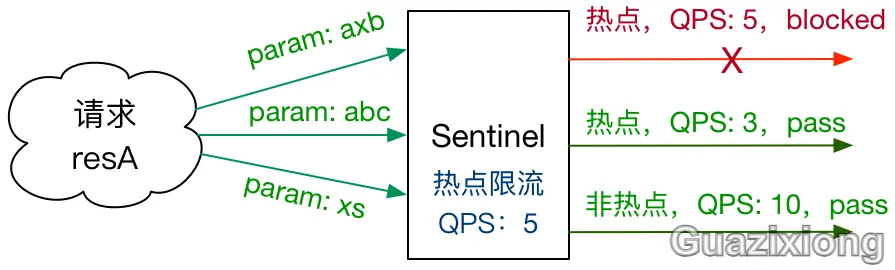 请求
resA
param: axb
param: abc
param: xs
Sentinel
热点限流
QPS：5
热点，QPS: 5，blocked
X
热点，QPS: 3，pass
非热点，QPS: 10，pass
Guazixiong